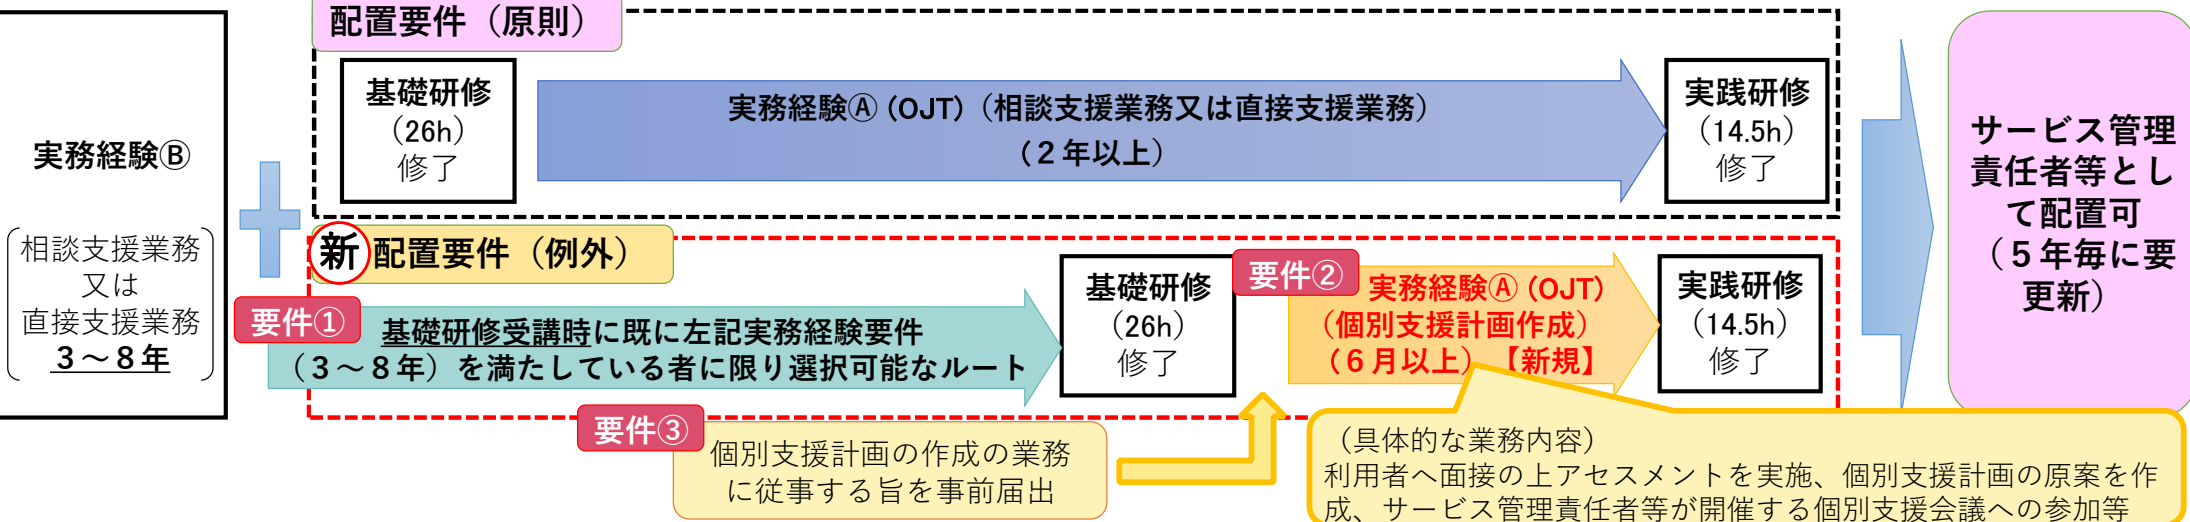 実務経験Ⓑ
相談支援業務
又は
直接支援業務
３～８年
配置要件（原則）
基礎研修
（26h）
修了
実務経験Ⓐ（OJT）（相談支援業務又は直接支援業務）
（２年以上）
実践研修
（14.5h）
修了
新 配置要件（例外）
要件①
基礎研修受講時に既に左記実務経験要件
（３～８年）を満たしている者に限り選択可能なルート
基礎研修
（26h）
修了
要件②
実務経験Ⓐ（OJT）
（個別支援計画作成）
（６月以上）【新規】
実践研修
（14.5h）
修了
要件③
個別支援計画の作成の業務
に従事する旨を事前届出
（具体的な業務内容）
利用者へ面接の上アセスメントを実施、個別支援計画の原案を作
成、サービス管理責任者等が開催する個別支援会議への参加等
サービス管理
責任者等とし
て配置可
（５年毎に要
更新）